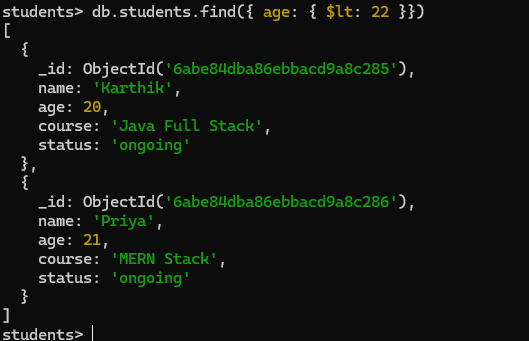 students> db.students.find({ age: { $lt: 22 }})
[
  {
    _id: ObjectId('6abe84dba86ebbacd9a8c285'),
    name: 'Karthik',
    age: 20,
    course: 'Java Full Stack',
    status: 'ongoing'
  },
  {
    _id: ObjectId('6abe84dba86ebbacd9a8c286'),
    name: 'Priya',
    age: 21,
    course: 'MERN Stack',
    status: 'ongoing'
  }
]
students>